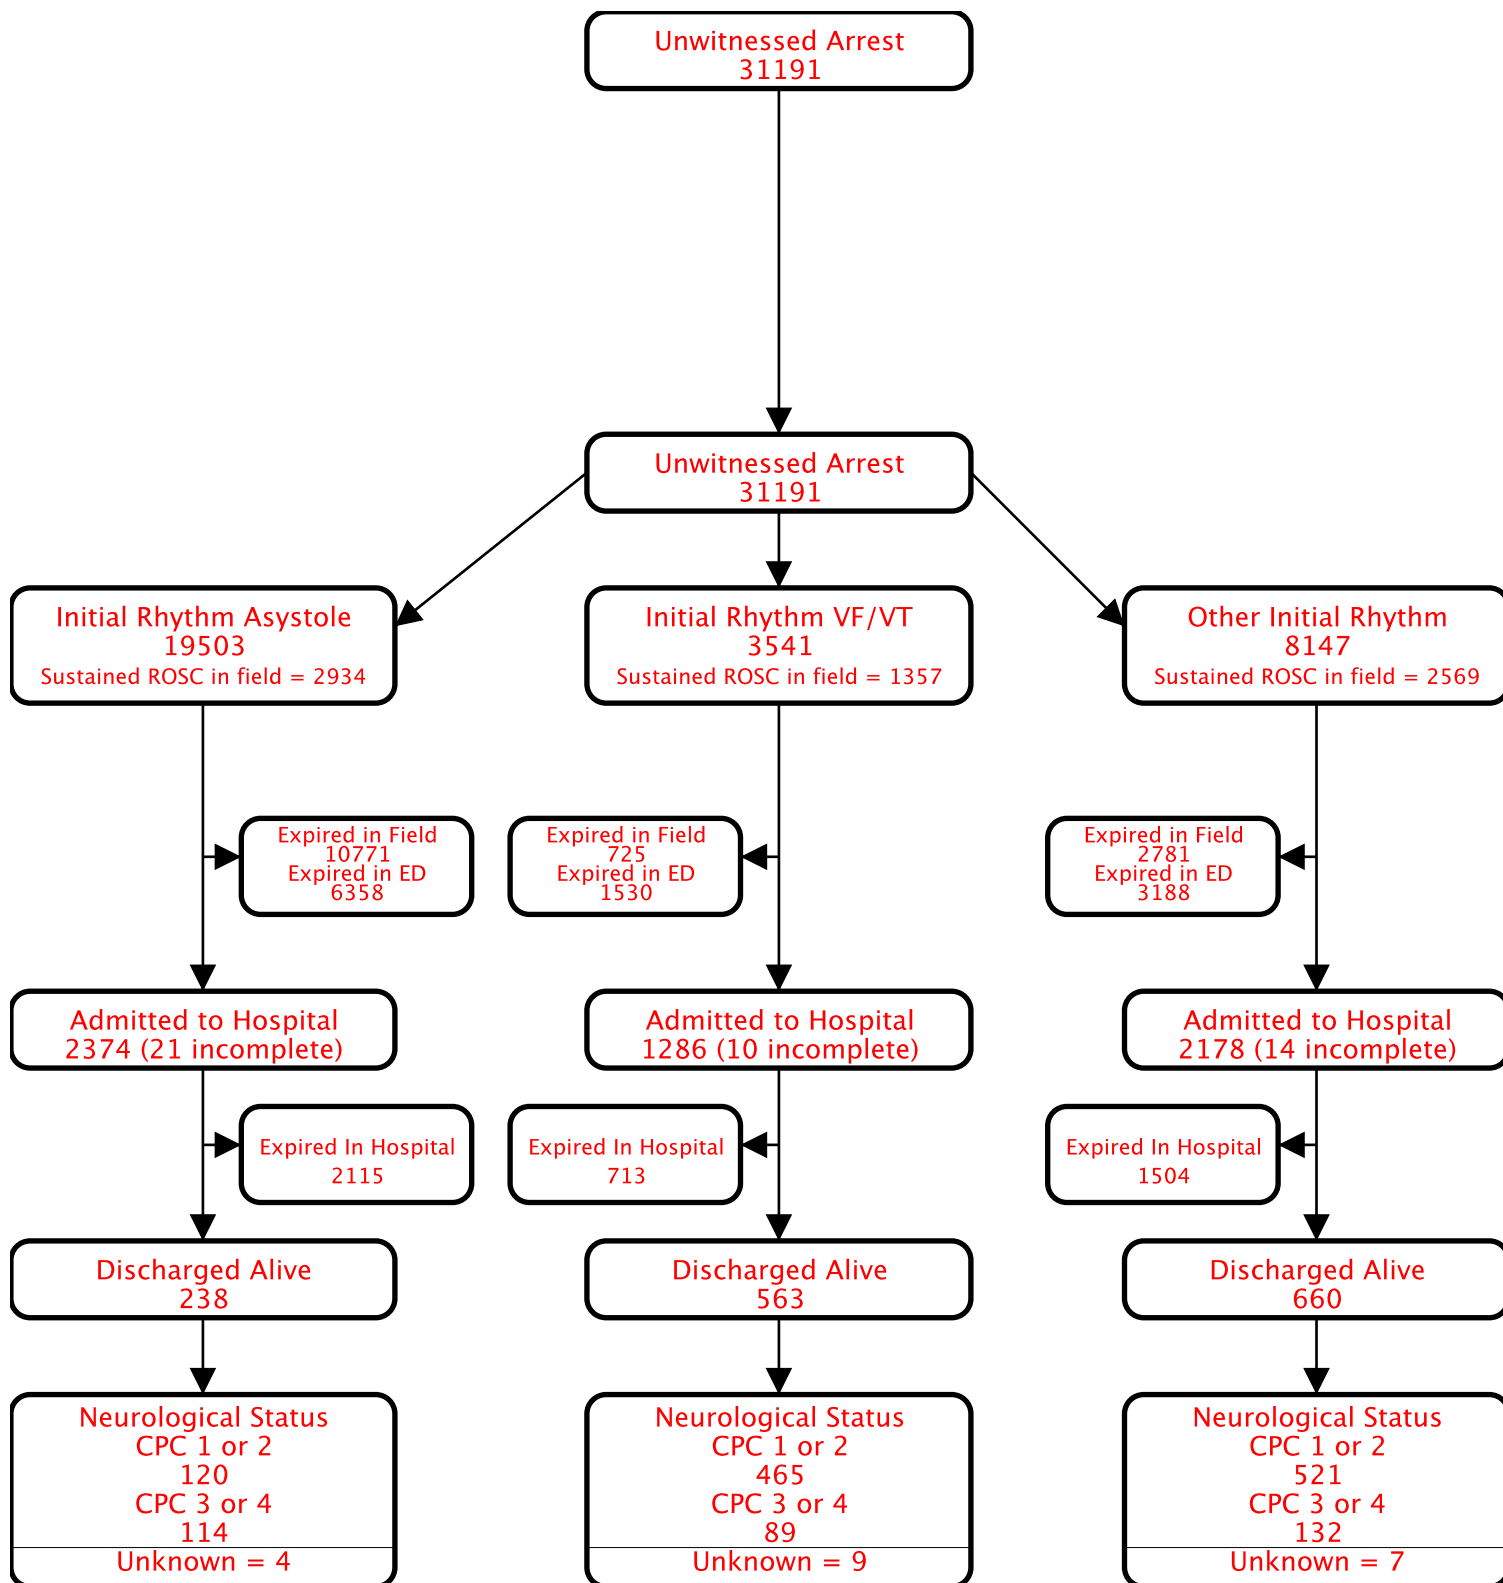 Unwitnessed Arrest
31191
Unwitnessed Arrest
31191
Initial Rhythm Asystole
19503
Sustained ROSC in field = 2934
Initial Rhythm VF/VT
3541
Sustained ROSC in field = 1357
Other Initial Rhythm
8147
Sustained ROSC in field = 2569
Expired in Field
10771
Expired in ED
6358
Expired in Field
725
Expired in ED
1530
Expired in Field
2781
Expired in ED
3188
Admitted to Hospital
2374 (21 incomplete)
Admitted to Hospital
1286 (10 incomplete)
Admitted to Hospital
2178 (14 incomplete)
Expired In Hospital
2115
Expired In Hospital
713
Expired In Hospital
1504
Discharged Alive
238
Discharged Alive
563
Discharged Alive
660
Neurological Status
CPC 1 or 2
120
CPC 3 or 4
114
Unknown = 4
Neurological Status
CPC 1 or 2
465
CPC 3 or 4
89
Unknown = 9
Neurological Status
CPC 1 or 2
521
CPC 3 or 4
132
Unknown = 7